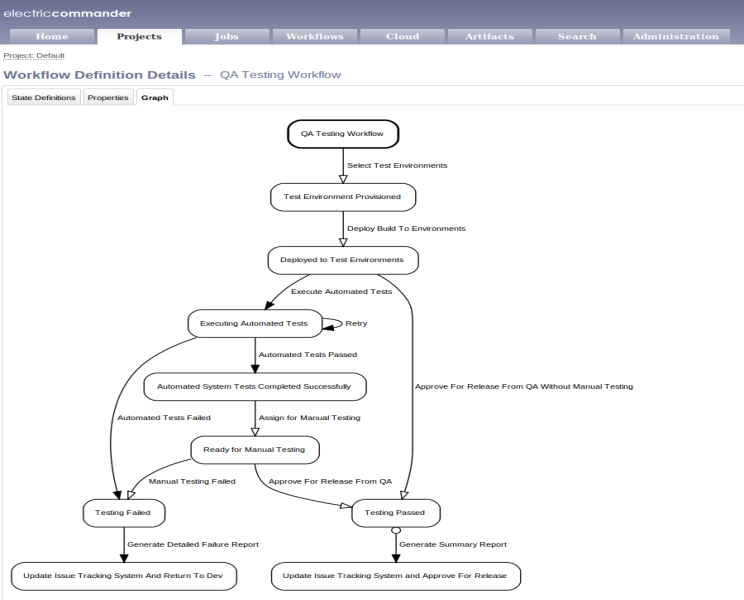 electriccommander
Home Projects Jobs Workflows Cloud Artifacts Search Administration
Project: Default
Workflow Definition Details – QA Testing Workflow
State Definitions Properties Graph
QA Testing Workflow
Select Test Environments
Test Environment Provisioned
Deploy Build To Environments
Deployed to Test Environments
Execute Automated Tests
Executing Automated Tests Retry
Automated Tests Passed
Automated System Tests Completed Successfully Approve For Release From QA Without Manual Testing
Automated Tests Failed Assign for Manual Testing
Ready for Manual Testing
Manual Testing Failed Approve For Release From QA
Testing Failed Testing Passed
Generate Detailed Failure Report Generate Summary Report
Update Issue Tracking System And Return To Dev Update Issue Tracking System and Approve For Release